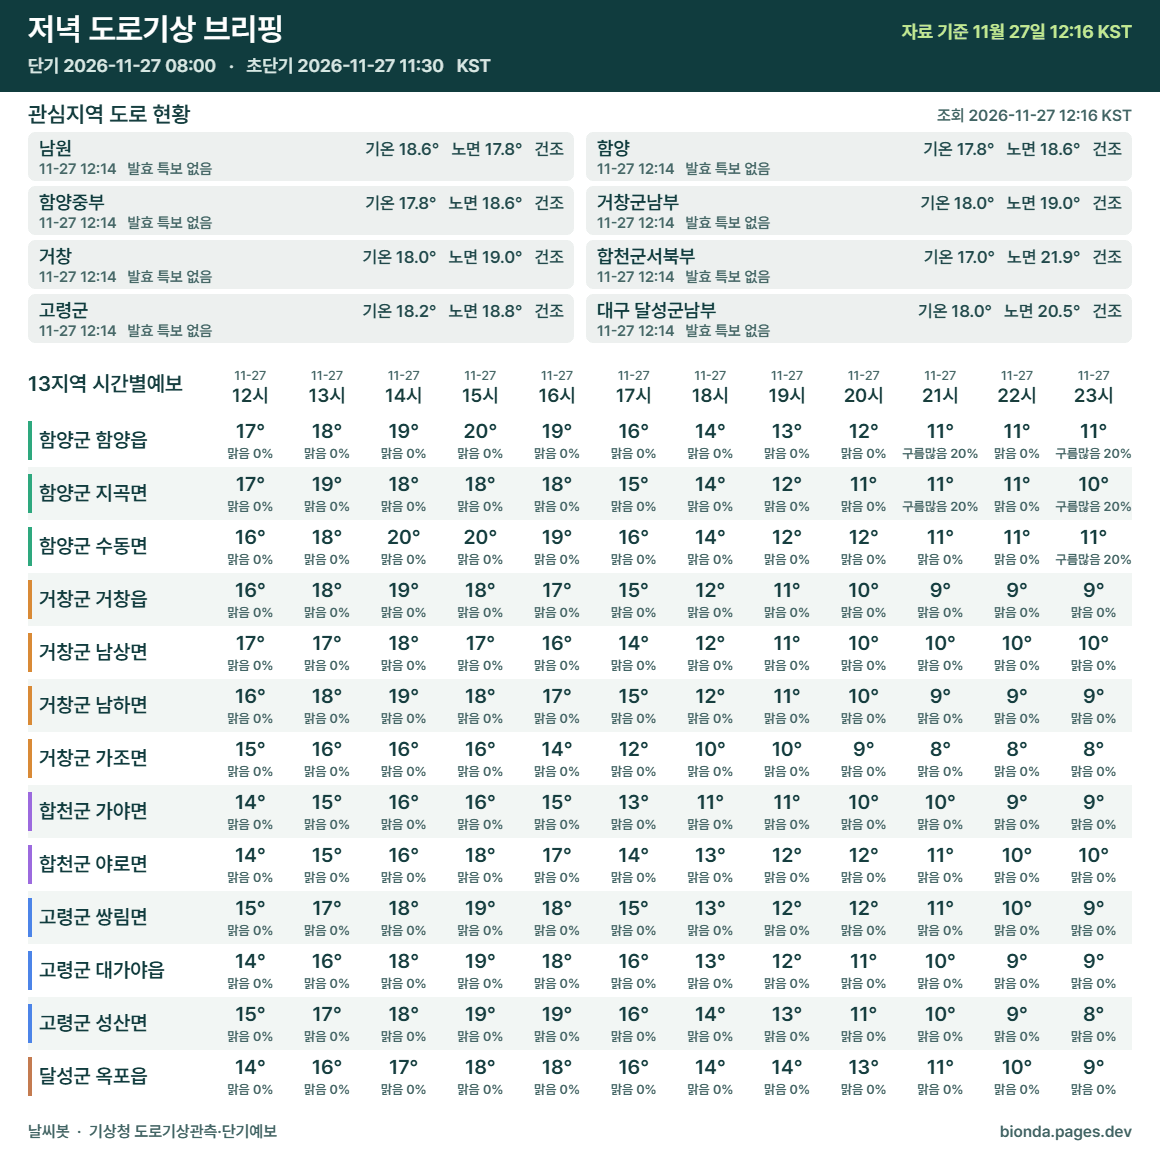 저녁 도로기상 브리핑
자료 기준 11월 27일 12:16 KST
단기 2026-11-27 08:00 · 초단기 2026-11-27 11:30 KST
관심지역 도로 현황
조회 2026-11-27 12:16 KST
남원 기온 18.6° 노면 17.8° 건조
11-27 12:14 발효 특보 없음
함양 기온 17.8° 노면 18.6° 건조
11-27 12:14 발효 특보 없음
함양중부 기온 17.8° 노면 18.6° 건조
11-27 12:14 발효 특보 없음
거창군남부 기온 18.0° 노면 19.0° 건조
11-27 12:14 발효 특보 없음
거창 기온 18.0° 노면 19.0° 건조
11-27 12:14 발효 특보 없음
합천군서북부 기온 17.0° 노면 21.9° 건조
11-27 12:14 발효 특보 없음
고령군 기온 18.2° 노면 18.8° 건조
11-27 12:14 발효 특보 없음
대구 달성군남부 기온 18.0° 노면 20.5° 건조
11-27 12:14 발효 특보 없음
13지역 시간별예보
11-27 11-27 11-27 11-27 11-27 11-27 11-27 11-27 11-27 11-27 11-27 11-27
12시 13시 14시 15시 16시 17시 18시 19시 20시 21시 22시 23시
함양군 함양읍
17° 18° 19° 20° 19° 16° 14° 13° 12° 11° 11° 11°
맑음 0% 맑음 0% 맑음 0% 맑음 0% 맑음 0% 맑음 0% 맑음 0% 맑음 0% 맑음 0% 구름많음 20% 맑음 0% 구름많음 20%
함양군 지곡면
17° 19° 18° 18° 18° 15° 14° 12° 11° 11° 11° 10°
맑음 0% 맑음 0% 맑음 0% 맑음 0% 맑음 0% 맑음 0% 맑음 0% 맑음 0% 맑음 0% 구름많음 20% 맑음 0% 구름많음 20%
함양군 수동면
16° 18° 20° 20° 19° 16° 14° 12° 12° 11° 11° 11°
맑음 0% 맑음 0% 맑음 0% 맑음 0% 맑음 0% 맑음 0% 맑음 0% 맑음 0% 맑음 0% 맑음 0% 맑음 0% 구름많음 20%
거창군 거창읍
16° 18° 19° 18° 17° 15° 12° 11° 10° 9° 9° 9°
맑음 0% 맑음 0% 맑음 0% 맑음 0% 맑음 0% 맑음 0% 맑음 0% 맑음 0% 맑음 0% 맑음 0% 맑음 0% 맑음 0%
거창군 남상면
17° 17° 18° 17° 16° 14° 12° 11° 10° 10° 10° 10°
맑음 0% 맑음 0% 맑음 0% 맑음 0% 맑음 0% 맑음 0% 맑음 0% 맑음 0% 맑음 0% 맑음 0% 맑음 0% 맑음 0%
거창군 남하면
16° 18° 19° 18° 17° 15° 12° 11° 10° 9° 9° 9°
맑음 0% 맑음 0% 맑음 0% 맑음 0% 맑음 0% 맑음 0% 맑음 0% 맑음 0% 맑음 0% 맑음 0% 맑음 0% 맑음 0%
거창군 가조면
15° 16° 16° 16° 14° 12° 10° 10° 9° 8° 8° 8°
맑음 0% 맑음 0% 맑음 0% 맑음 0% 맑음 0% 맑음 0% 맑음 0% 맑음 0% 맑음 0% 맑음 0% 맑음 0% 맑음 0%
합천군 가야면
14° 15° 16° 16° 15° 13° 11° 11° 10° 10° 9° 9°
맑음 0% 맑음 0% 맑음 0% 맑음 0% 맑음 0% 맑음 0% 맑음 0% 맑음 0% 맑음 0% 맑음 0% 맑음 0% 맑음 0%
합천군 야로면
14° 15° 16° 18° 17° 14° 13° 12° 12° 11° 10° 10°
맑음 0% 맑음 0% 맑음 0% 맑음 0% 맑음 0% 맑음 0% 맑음 0% 맑음 0% 맑음 0% 맑음 0% 맑음 0% 맑음 0%
고령군 쌍림면
15° 17° 18° 19° 18° 15° 13° 12° 12° 11° 10° 9°
맑음 0% 맑음 0% 맑음 0% 맑음 0% 맑음 0% 맑음 0% 맑음 0% 맑음 0% 맑음 0% 맑음 0% 맑음 0% 맑음 0%
고령군 대가야읍
14° 16° 18° 19° 18° 16° 13° 12° 11° 10° 9° 9°
맑음 0% 맑음 0% 맑음 0% 맑음 0% 맑음 0% 맑음 0% 맑음 0% 맑음 0% 맑음 0% 맑음 0% 맑음 0% 맑음 0%
고령군 성산면
15° 17° 18° 19° 19° 16° 14° 13° 11° 10° 9° 8°
맑음 0% 맑음 0% 맑음 0% 맑음 0% 맑음 0% 맑음 0% 맑음 0% 맑음 0% 맑음 0% 맑음 0% 맑음 0% 맑음 0%
달성군 옥포읍
14° 16° 17° 18° 18° 16° 14° 14° 13° 11° 10° 9°
맑음 0% 맑음 0% 맑음 0% 맑음 0% 맑음 0% 맑음 0% 맑음 0% 맑음 0% 맑음 0% 맑음 0% 맑음 0% 맑음 0%
날씨봇 · 기상청 도로기상관측·단기예보
bionda.pages.dev